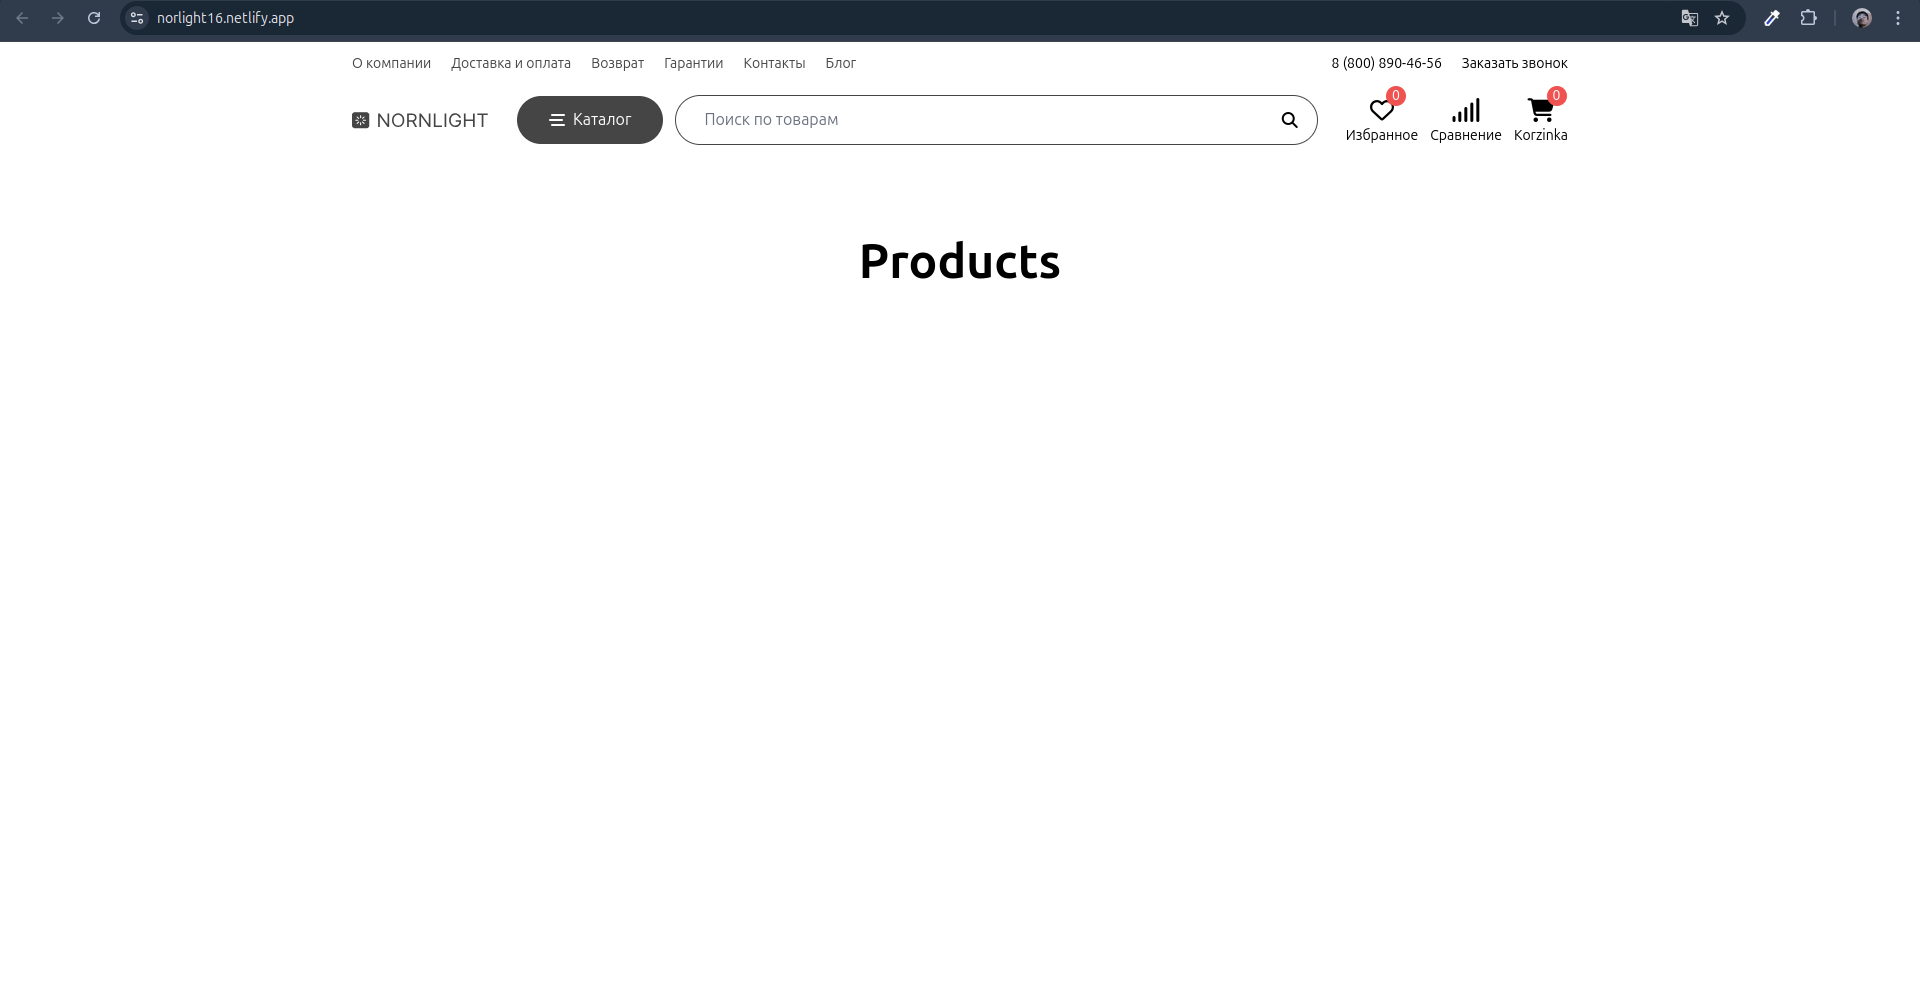 norlight16.netlify.app
О компании Доставка и оплата Возврат Гарантии Контакты Блог 8 (800) 890-46-56 Заказать звонок
NORNLIGHT Каталог Поиск по товарам 0 0
Избранное Сравнение Korzinka
Products